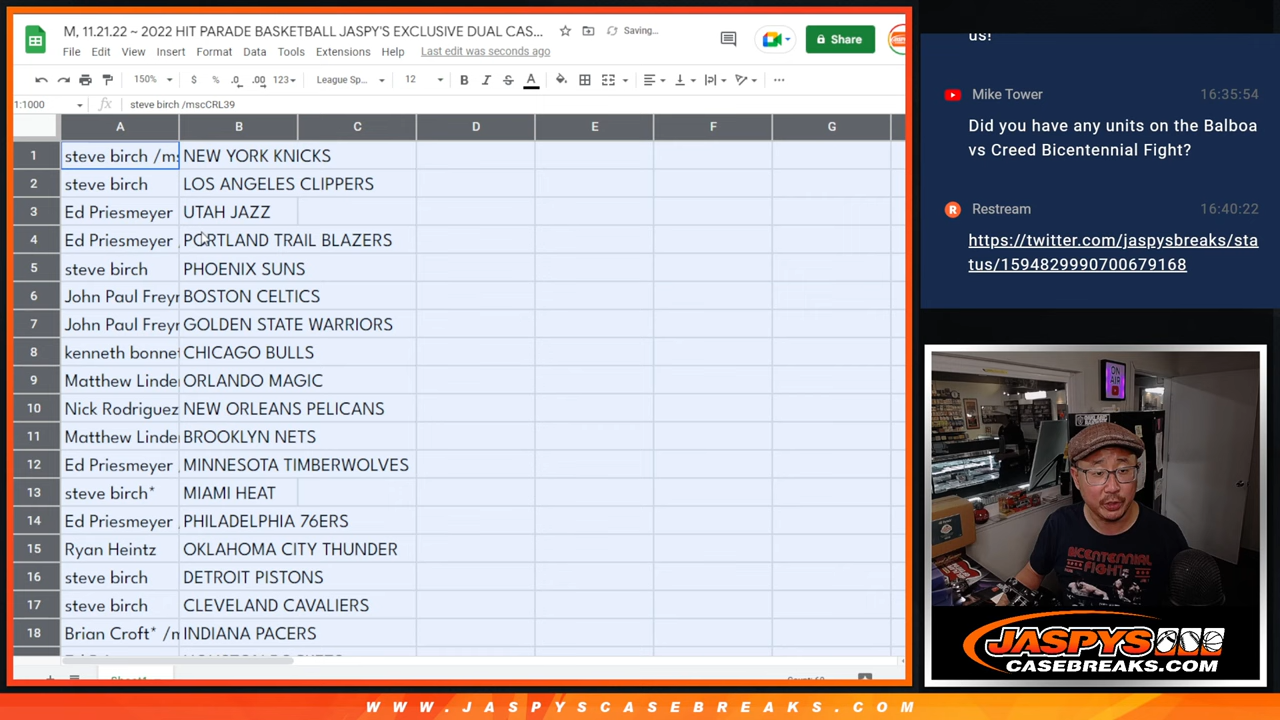 M, 11.21.22 ~ 2022 HIT PARADE BASKETBALL JASPY'S EXCLUSIVE DUAL CAS...
Saving...
File Edit View Insert Format Data Tools Extensions Help Last edit was seconds ago
Share
150% $ % .0 .00 123 League Sp... 12 B I S A
1:1000 fx steve birch /mscCRL39
A B C D E F G
1 steve birch /ms NEW YORK KNICKS
2 steve birch LOS ANGELES CLIPPERS
3 Ed Priesmeyer UTAH JAZZ
4 Ed Priesmeyer PORTLAND TRAIL BLAZERS
5 steve birch PHOENIX SUNS
6 John Paul Freyr BOSTON CELTICS
7 John Paul Freyr GOLDEN STATE WARRIORS
8 kenneth bonnet CHICAGO BULLS
9 Matthew Linde ORLANDO MAGIC
10 Nick Rodriguez NEW ORLEANS PELICANS
11 Matthew Linde BROOKLYN NETS
12 Ed Priesmeyer MINNESOTA TIMBERWOLVES
13 steve birch* MIAMI HEAT
14 Ed Priesmeyer PHILADELPHIA 76ERS
15 Ryan Heintz OKLAHOMA CITY THUNDER
16 steve birch DETROIT PISTONS
17 steve birch CLEVELAND CAVALIERS
18 Brian Croft* /m INDIANA PACERS
us!
Mike Tower 16:35:54
Did you have any units on the Balboa
vs Creed Bicentennial Fight?
Restream 16:40:22
https://twitter.com/jaspysbreaks/sta
tus/1594829990700679168
ON
AIR
BICENTENNIAL
FIGHT
JASPYS
CASEBREAKS.COM
WWW.JASPYSCASEBREAKS.COM